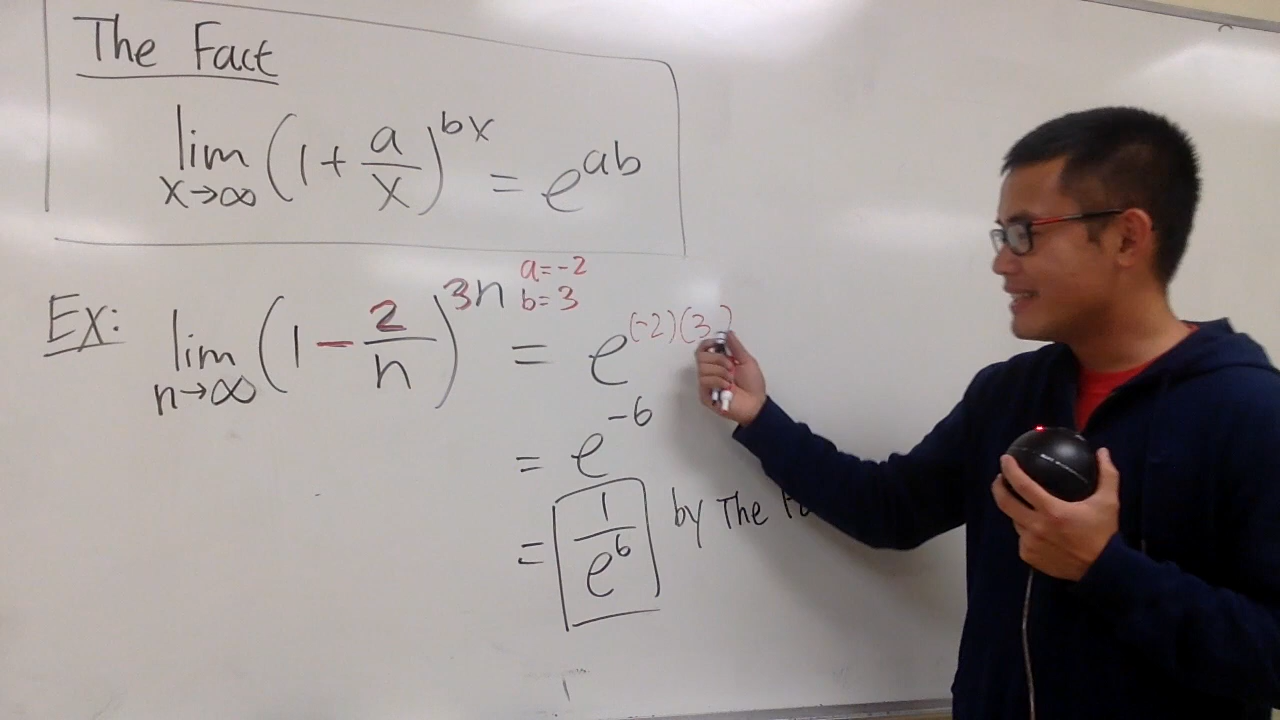 The Fact
lim x→∞ (1 + a/x)^bx = e^ab
Ex: lim n→∞ (1 - 2/n)^3n a=-2 b=3 = e^(-2)(3)
= e^-6
= 1/e^6 by The